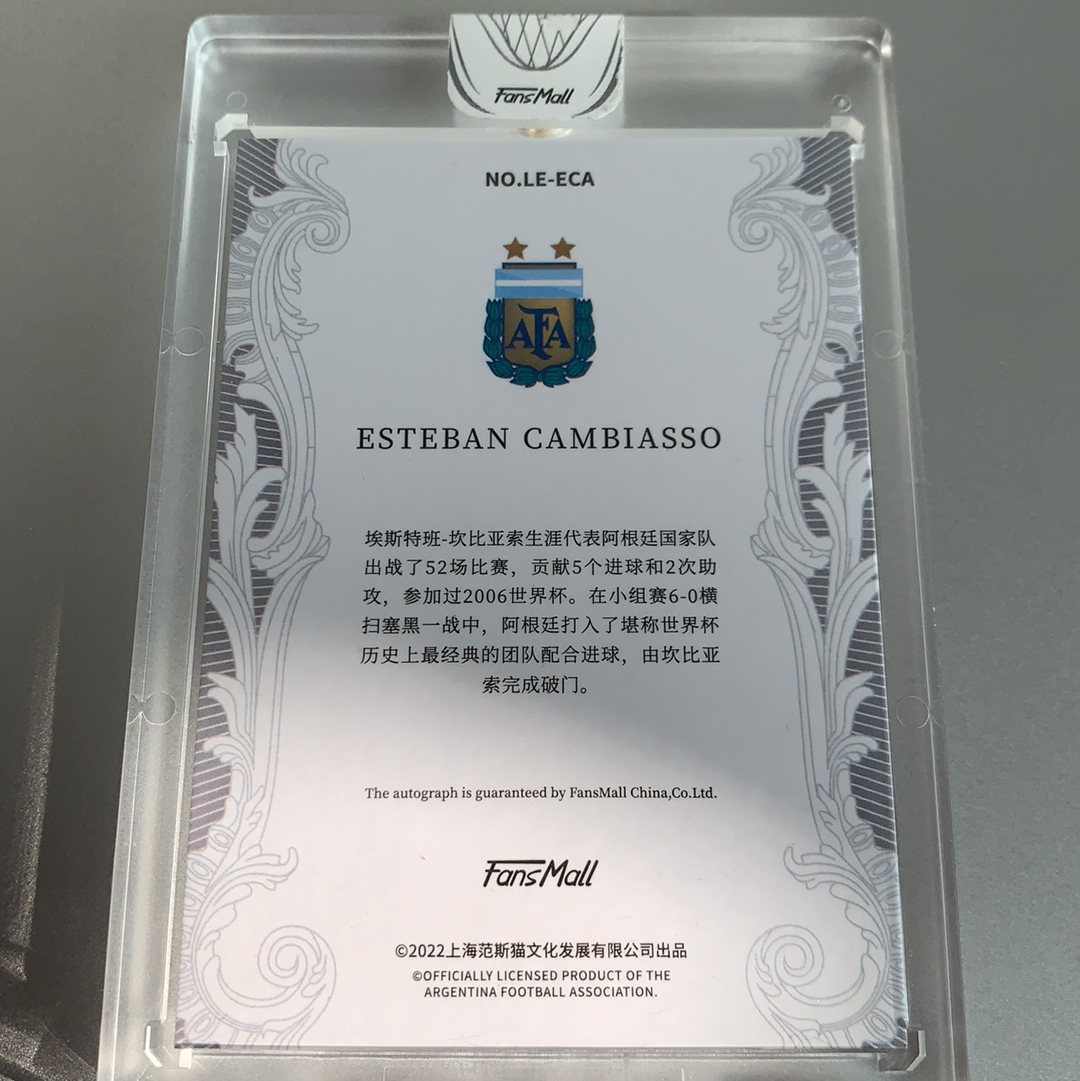 FansMall
NO.LE-ECA
AFA
ESTEBAN CAMBIASSO
埃斯特班-坎比亚索生涯代表阿根廷国家队
出战了52场比赛，贡献5个进球和2次助
攻，参加过2006世界杯。在小组赛6-0横
扫塞黑一战中，阿根廷打入了堪称世界杯
历史上最经典的团队配合进球，由坎比亚
索完成破门。
The autograph is guaranteed by FansMall China,Co.Ltd.
FansMall
©2022上海范斯猫文化发展有限公司出品
©OFFICIALLY LICENSED PRODUCT OF THE
ARGENTINA FOOTBALL ASSOCIATION.